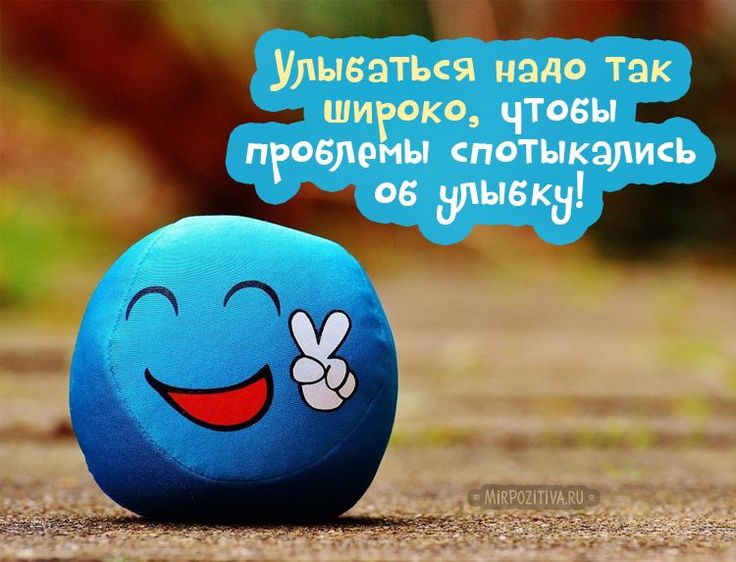 Улыбаться надо так
широко, чтобы
проблемы спотыкались
об улыбку!
MIRPOZITIVA.RU